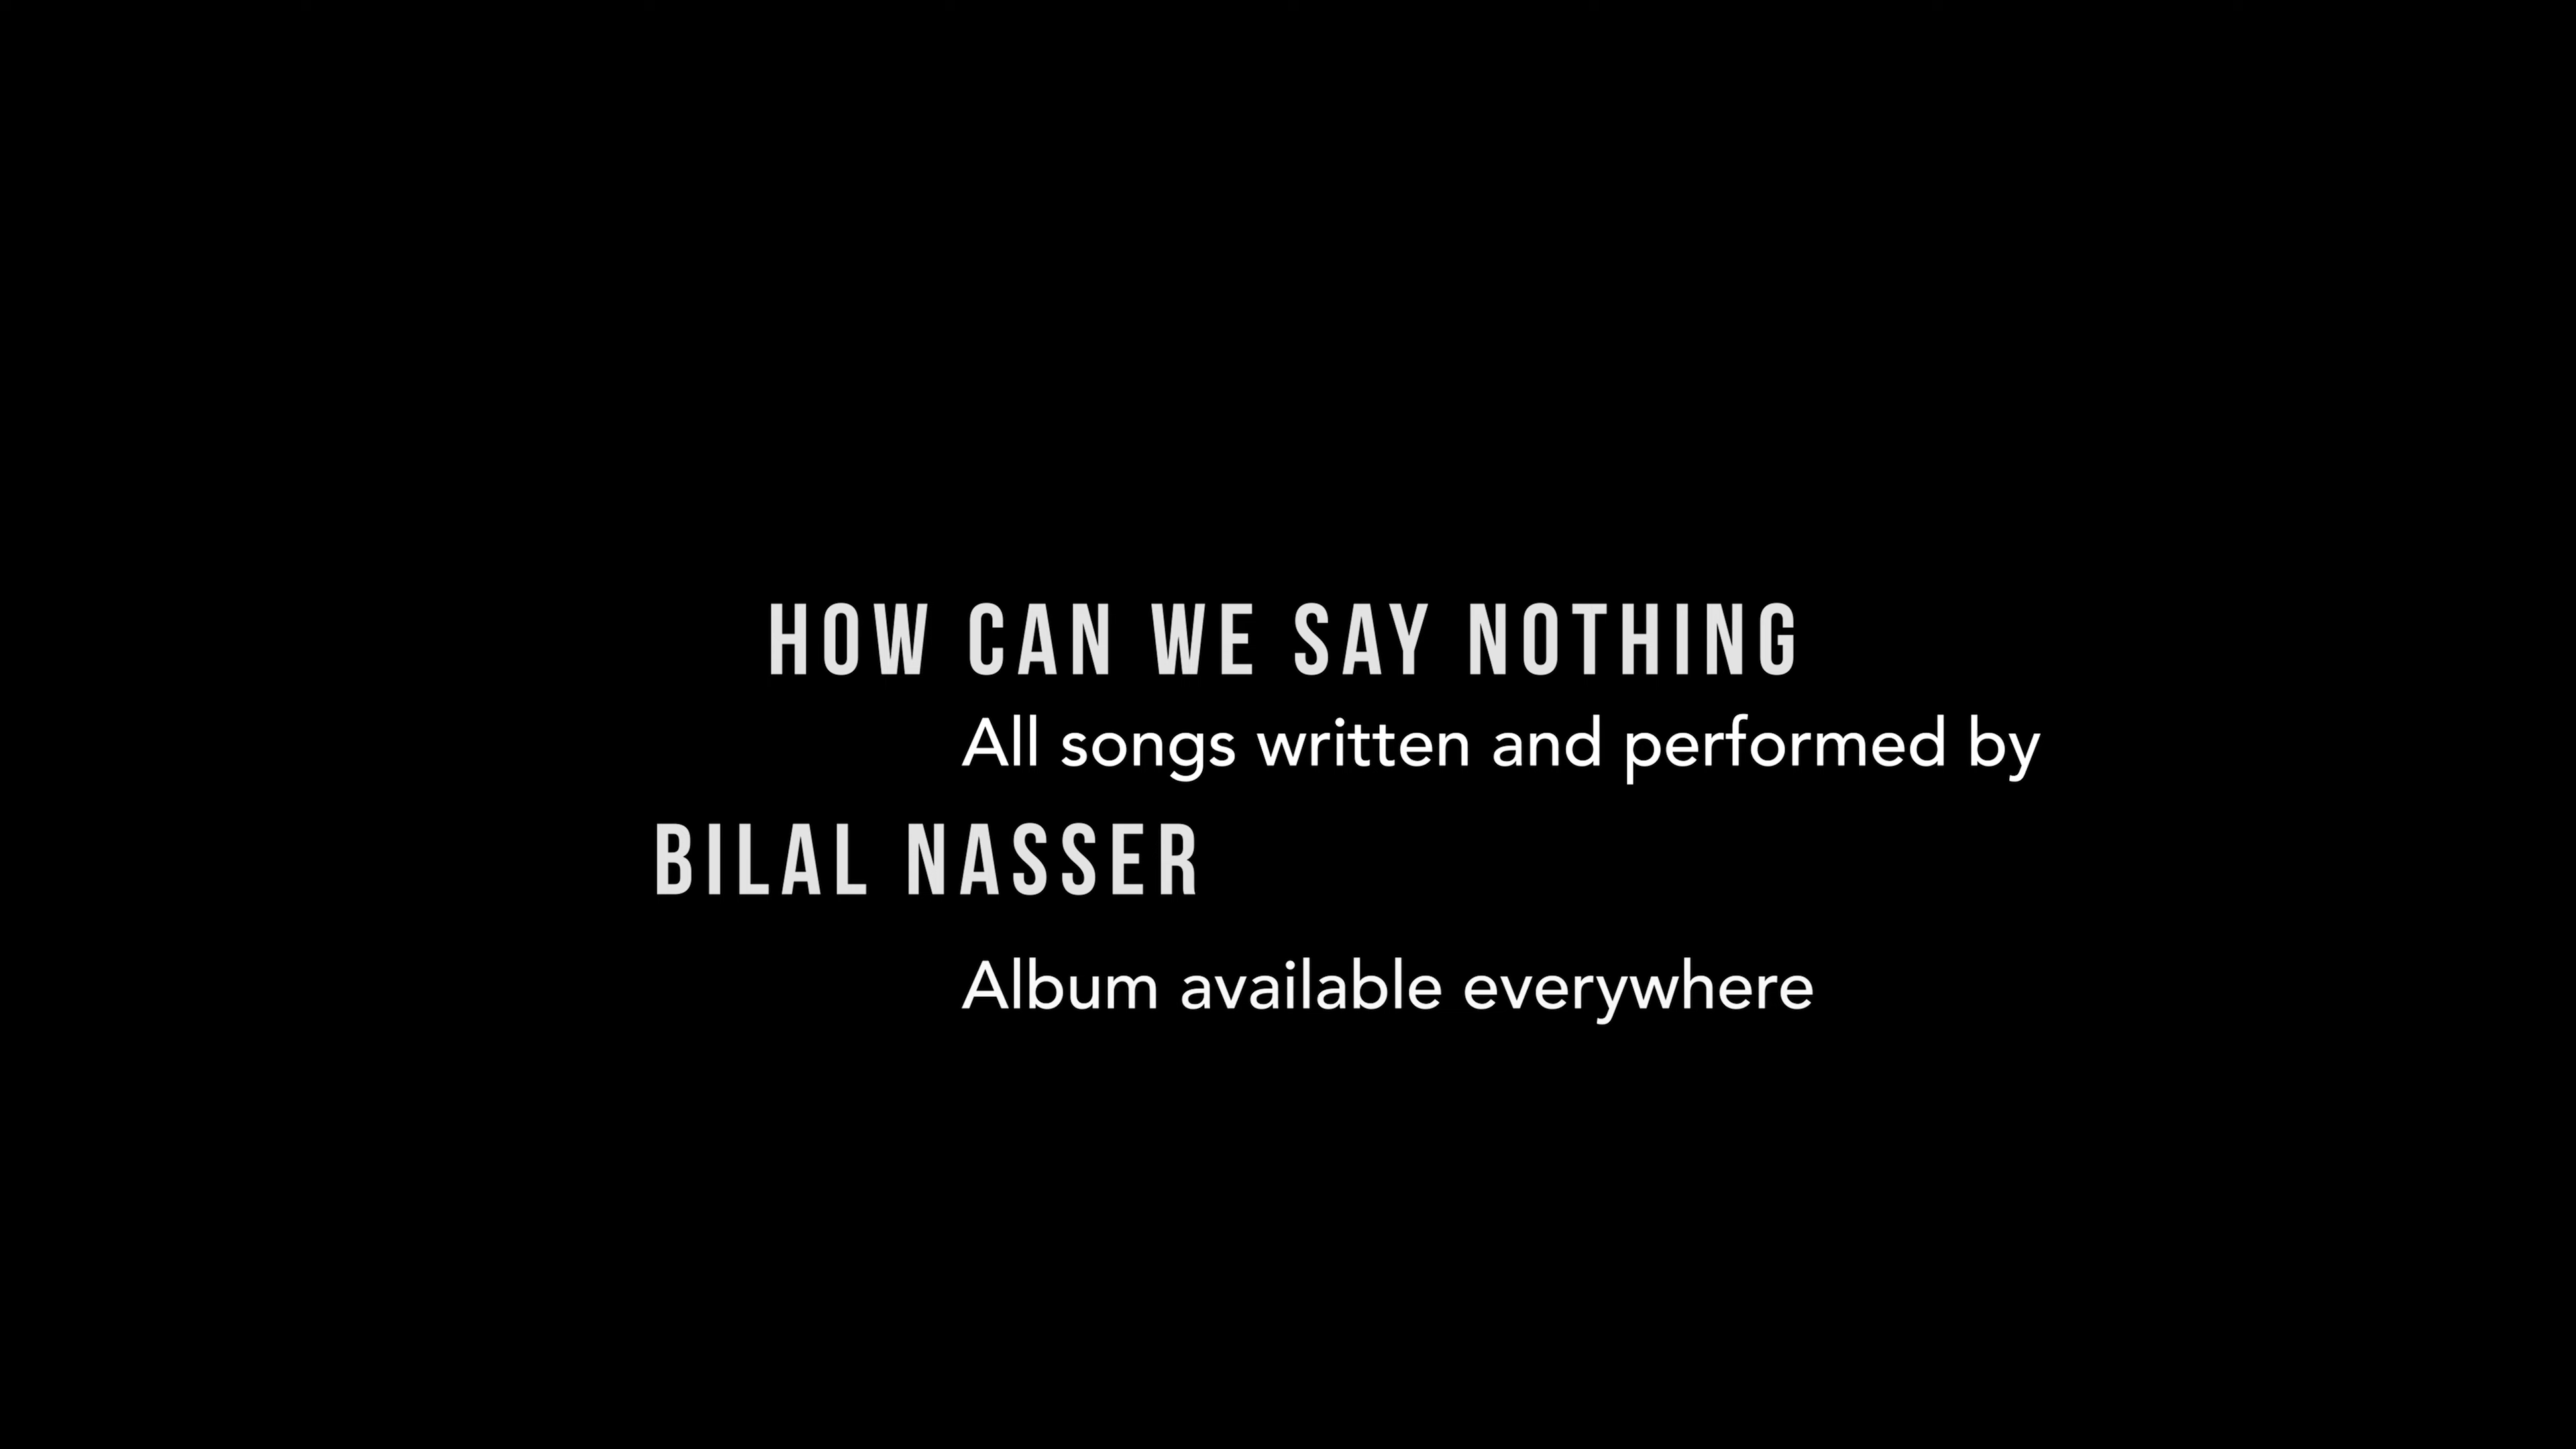 HOW CAN WE SAY NOTHING
All songs written and performed by
BILAL NASSER
Album available everywhere